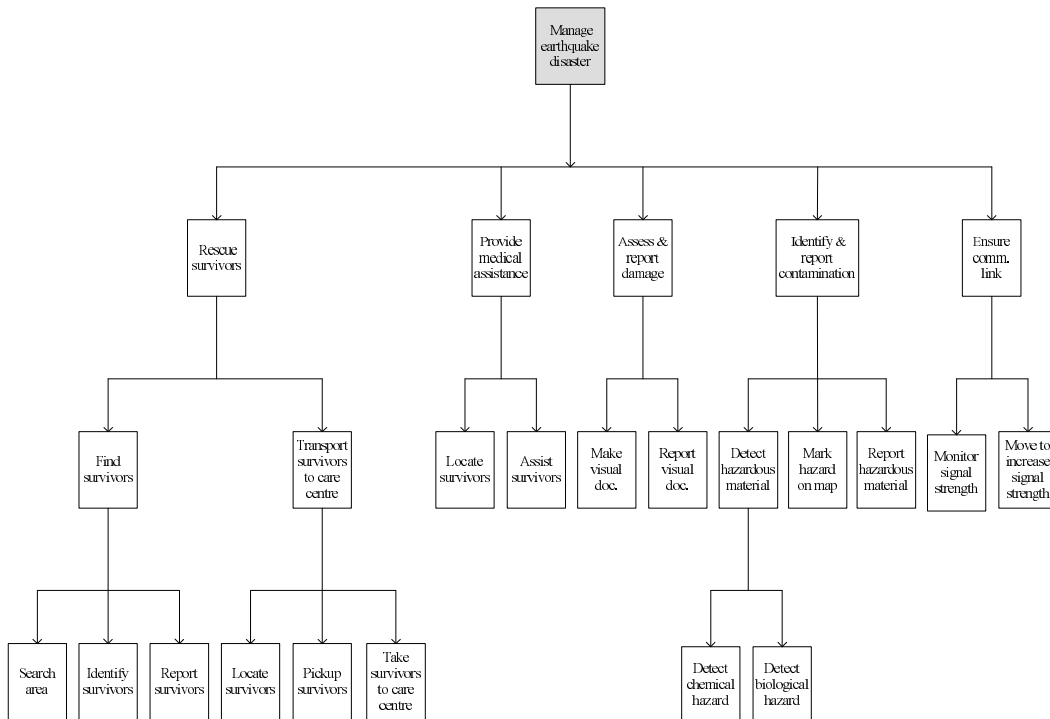 Manage
earthquake
disaster
Rescue
survivors
Provide
medical
assistance
Assess &
report
damage
Identify &
report
contamination
Ensure
comm.
link
Find
survivors
Transport
survivors
to care
centre
Locate
survivors
Assist
survivors
Make
visual
doc.
Report
visual
doc.
Detect
hazardous
material
Mark
hazard
on map
Report
hazardous
material
Monitor
signal
strength
Move to
increase
signal
strength
Search
area
Identify
survivors
Report
survivors
Locate
survivors
Pickup
survivors
Take
survivors
to care
centre
Detect
chemical
hazard
Detect
biological
hazard